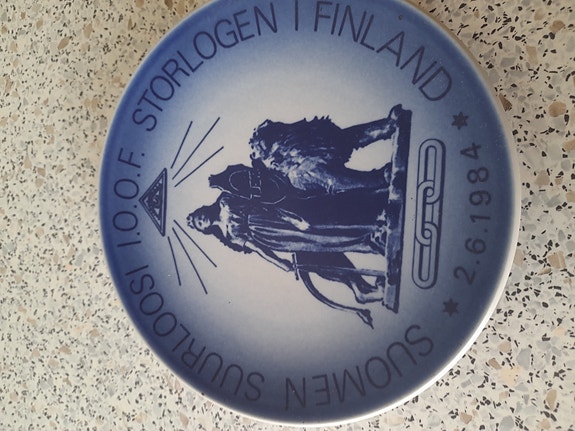 SUOMEN SUURLOOSI I.O.O.F. STORLOGEN I FINLAND
2.6.1984